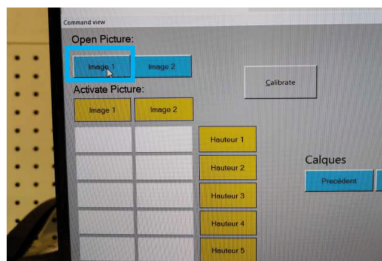 Command view
Open Picture:
Image 1 Image 2
Calibrate
Activate Picture:
Image 1 Image 2
Hauteur 1
Hauteur 2
Calques
Précédent
Hauteur 3
Hauteur 4
Hauteur 5